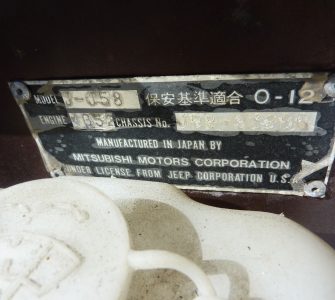 MODEL J-C58 保安基準適合 O-12
ENGINE CHASSIS No.
MANUFACTURED IN JAPAN BY
MITSUBISHI MOTORS CORPORATION
UNDER LICENSE FROM JEEP CORPORATION U.S.A